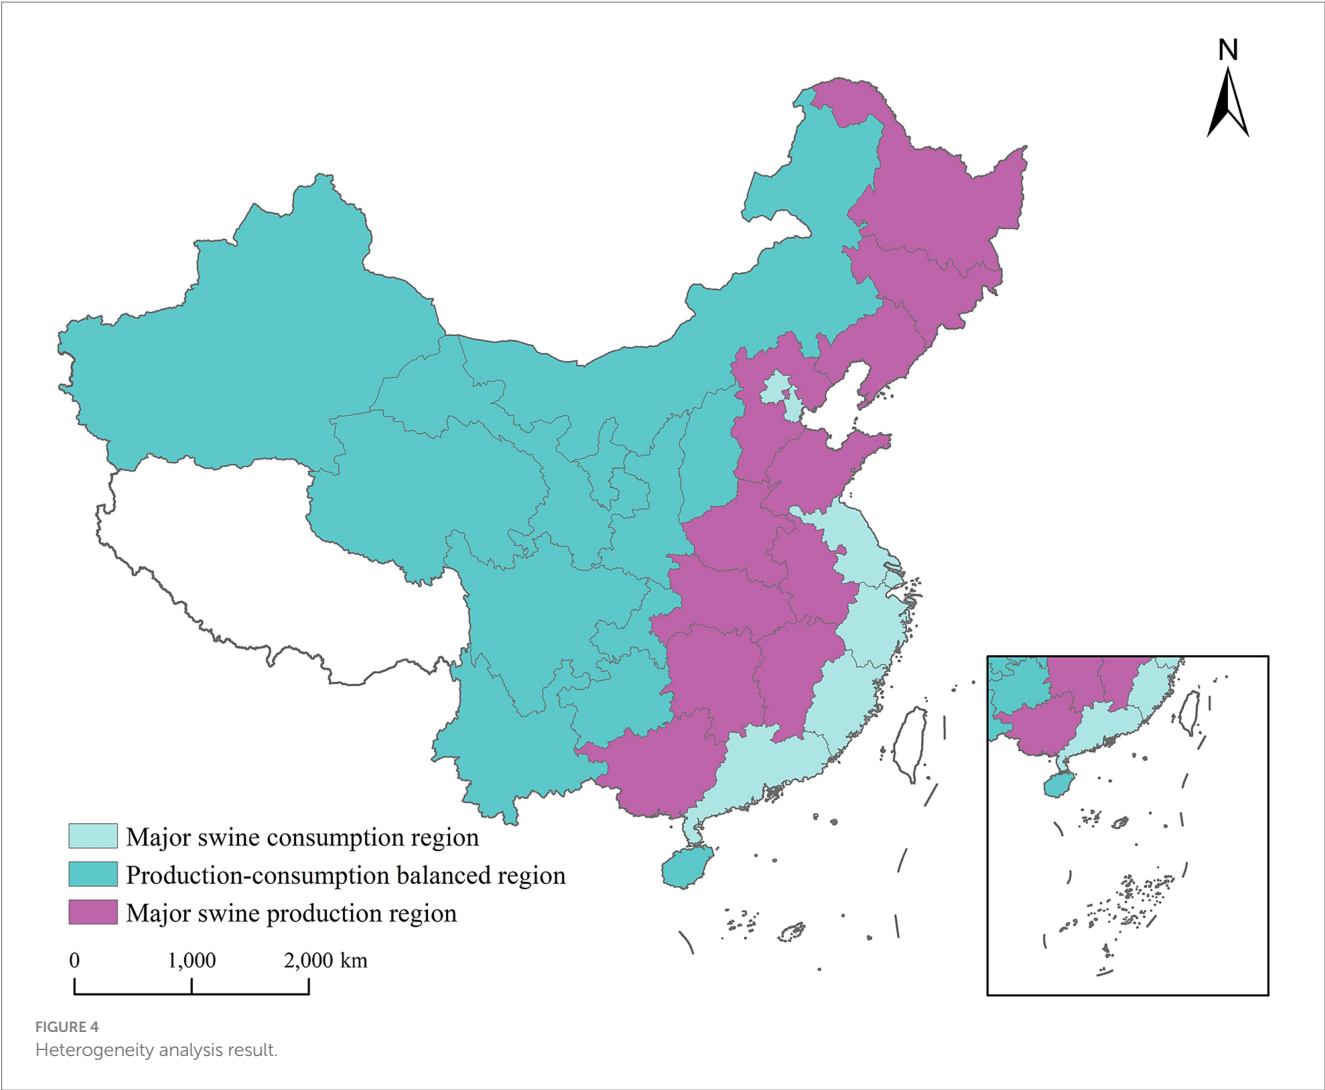 N
Major swine consumption region
Production-consumption balanced region
Major swine production region
0 1,000 2,000 km
FIGURE 4
Heterogeneity analysis result.